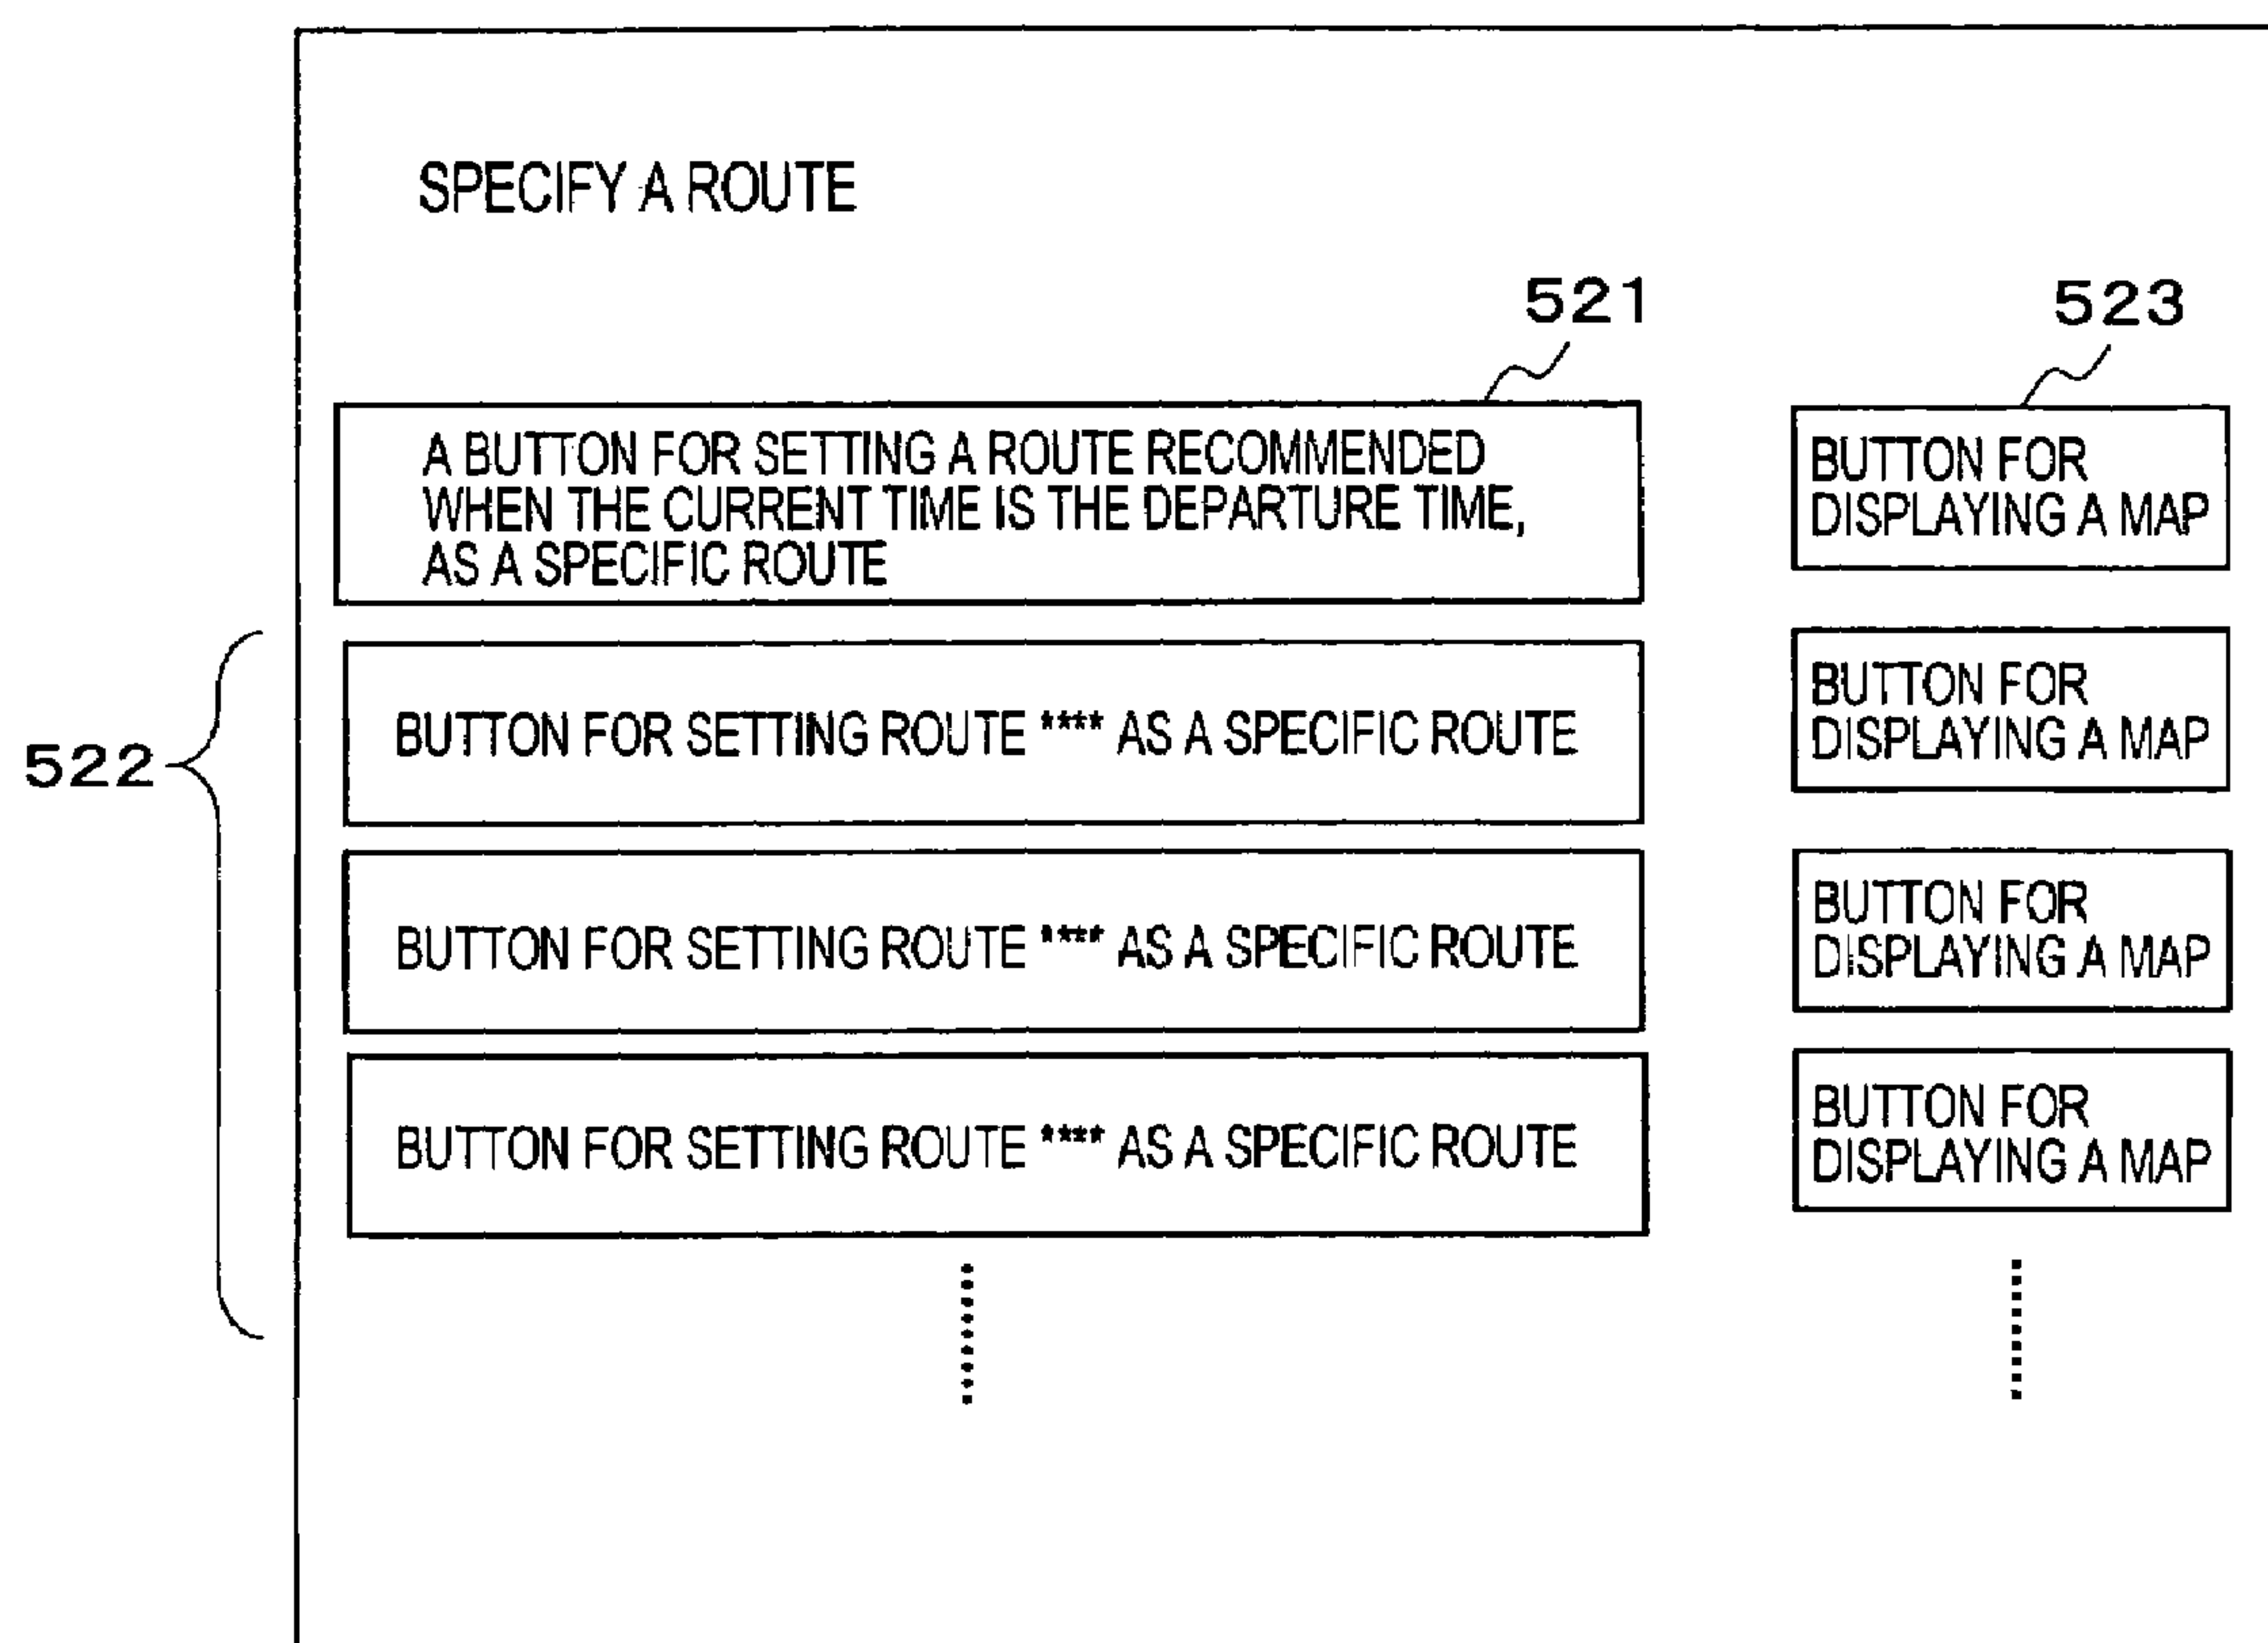 SPECIFY A ROUTE
521
523
A BUTTON FOR SETTING A ROUTE RECOMMENDED
WHEN THE CURRENT TIME IS THE DEPARTURE TIME,
AS A SPECIFIC ROUTE
BUTTON FOR
DISPLAYING A MAP
522
BUTTON FOR SETTING ROUTE **** AS A SPECIFIC ROUTE
BUTTON FOR
DISPLAYING A MAP
BUTTON FOR SETTING ROUTE **** AS A SPECIFIC ROUTE
BUTTON FOR
DISPLAYING A MAP
BUTTON FOR SETTING ROUTE **** AS A SPECIFIC ROUTE
BUTTON FOR
DISPLAYING A MAP